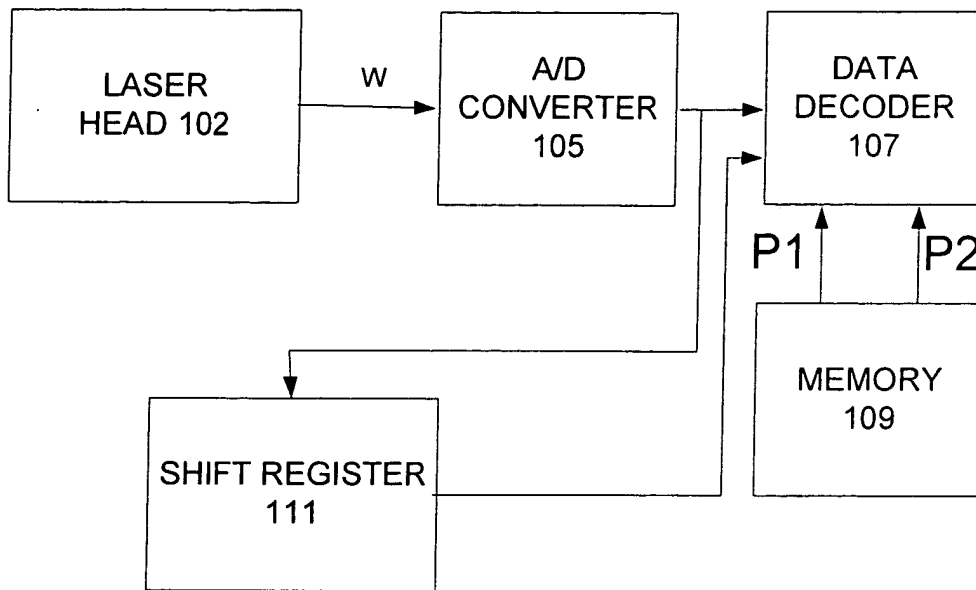 LASER
HEAD 102
W
A/D
CONVERTER
105
DATA
DECODER
107
P1
P2
MEMORY
109
SHIFT REGISTER
111